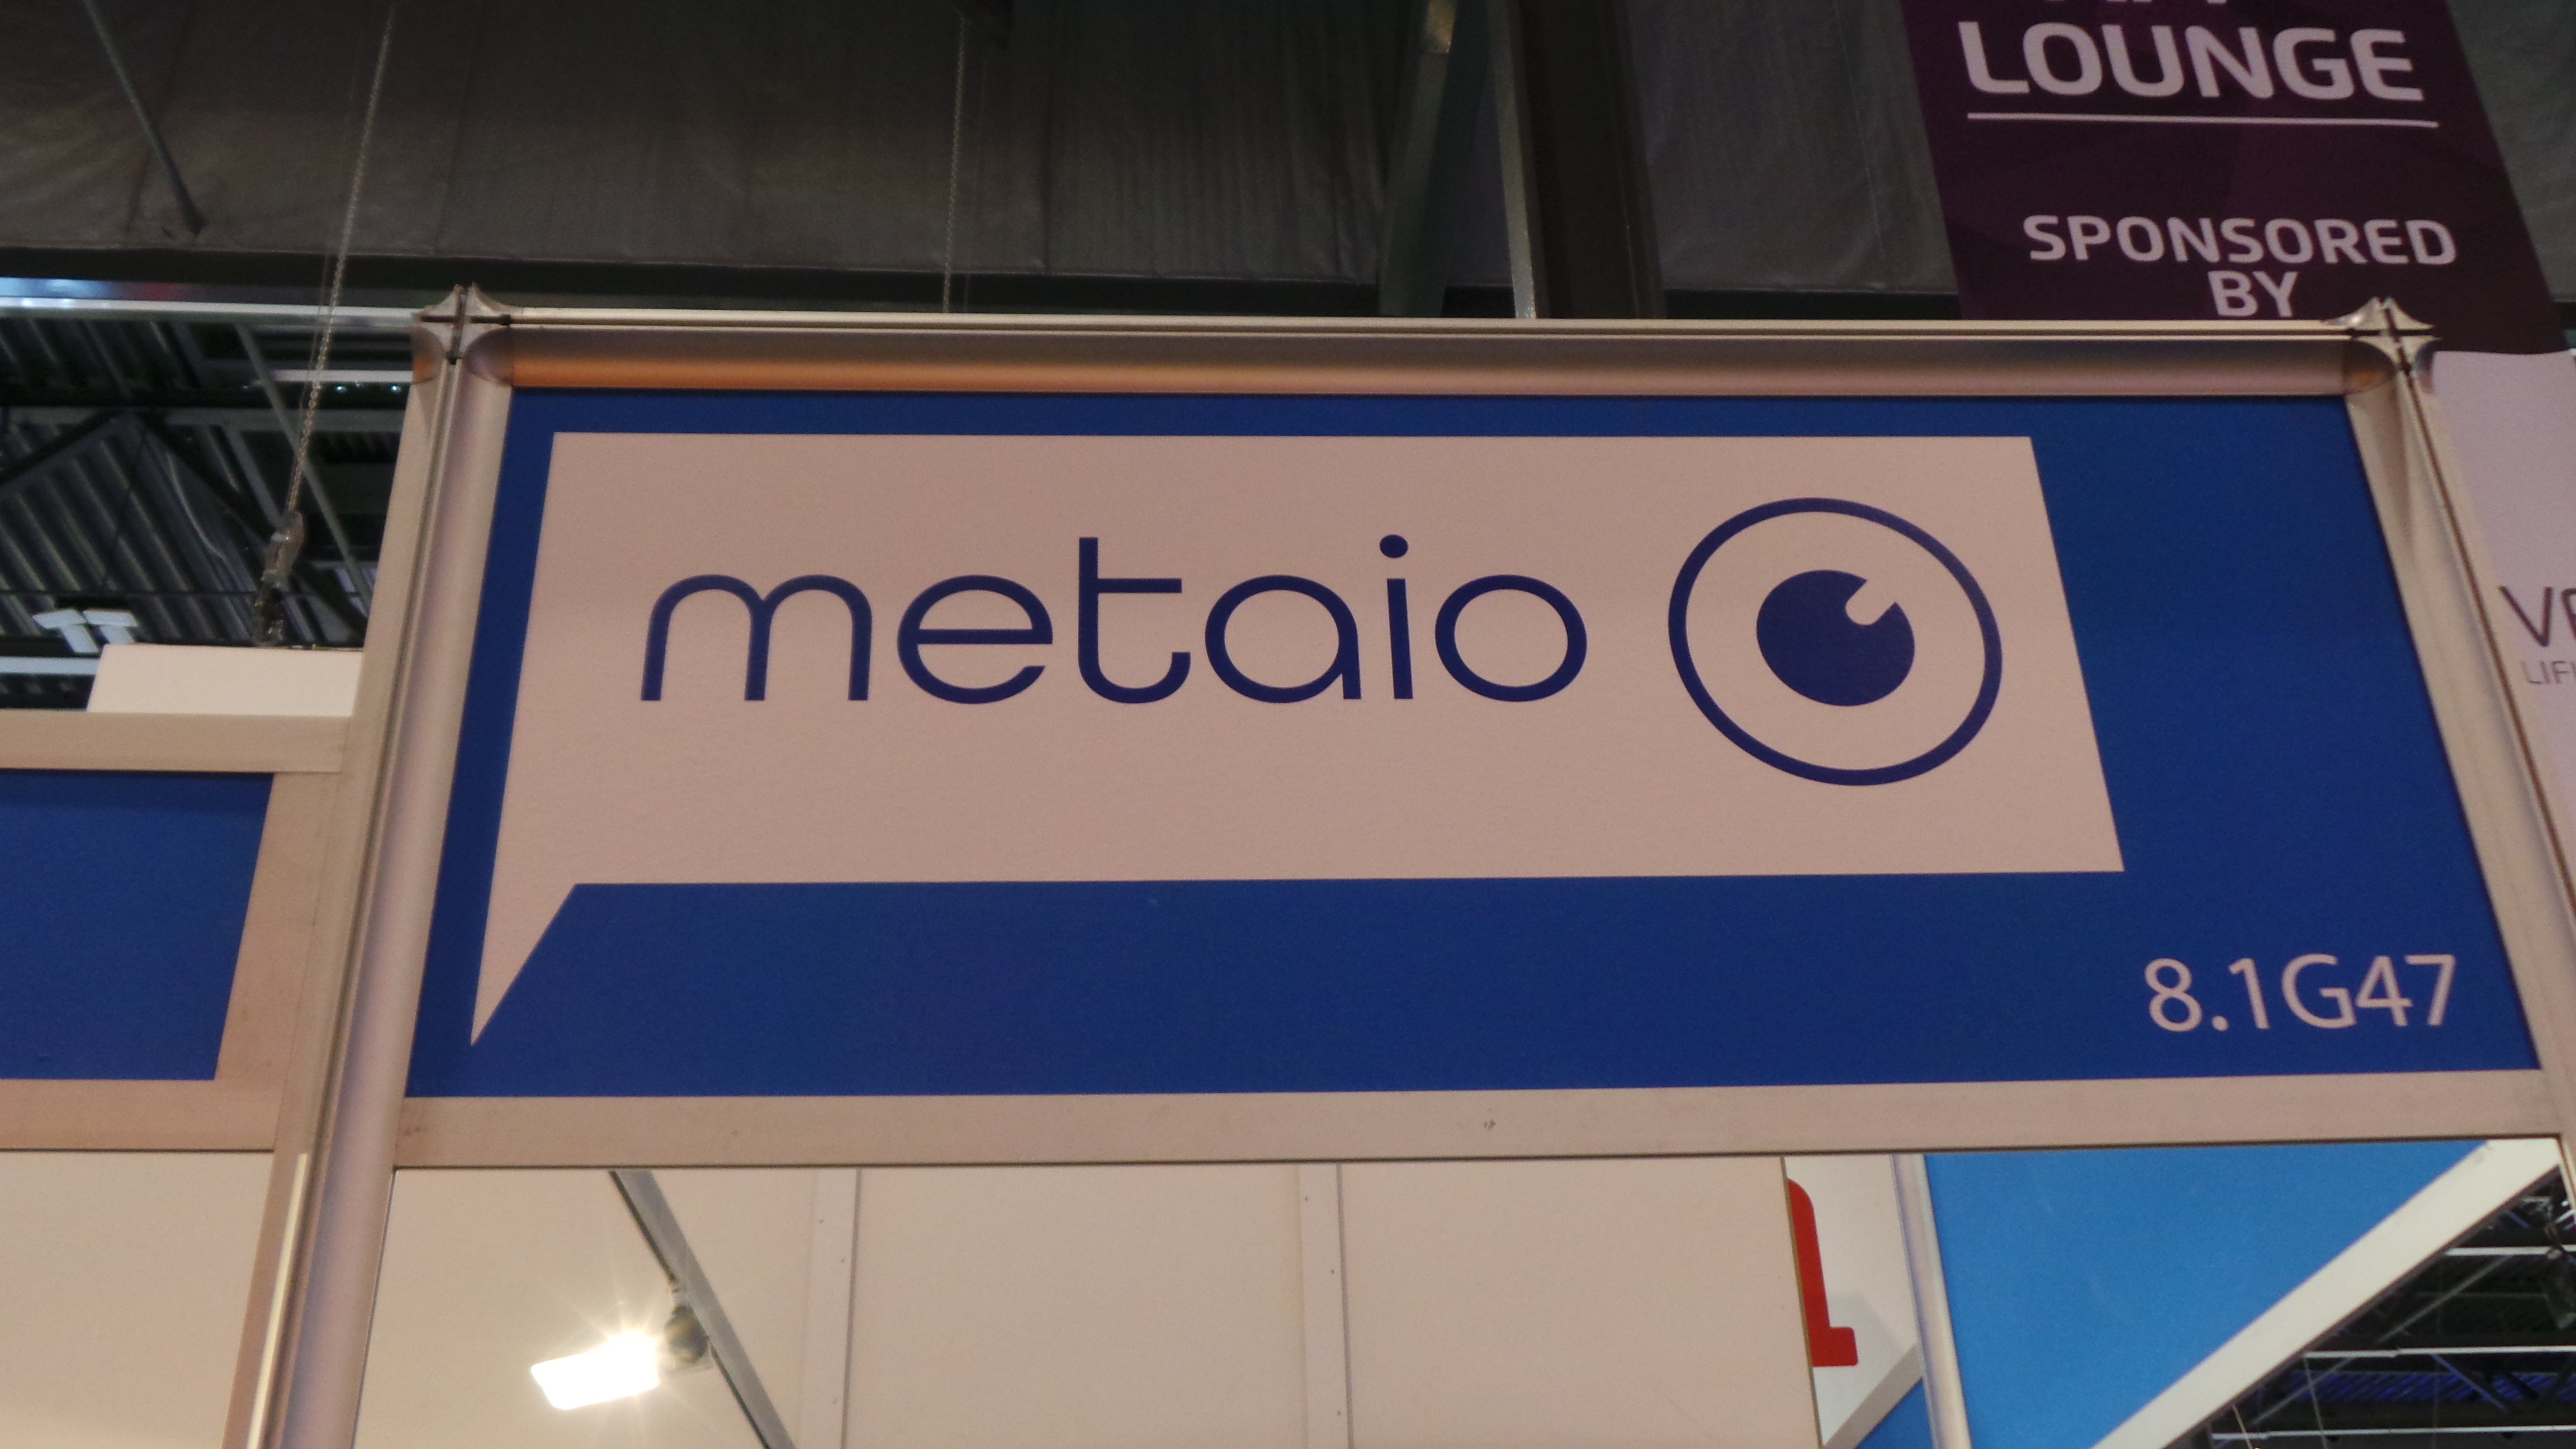 LOUNGE
SPONSORED
BY
metaio
8.1G47